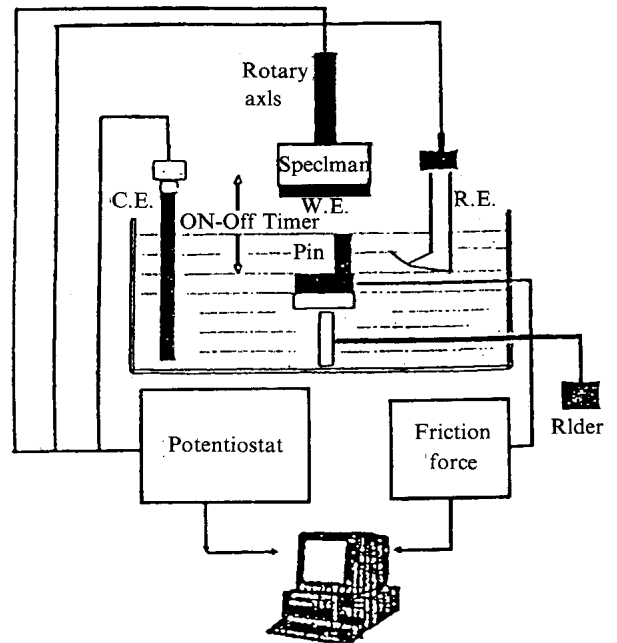 Rotary
axls
Speclman
C.E.
W.E.
R.E.
ON-Off Timer
Pin
Potentiostat
Friction
force
Rlder